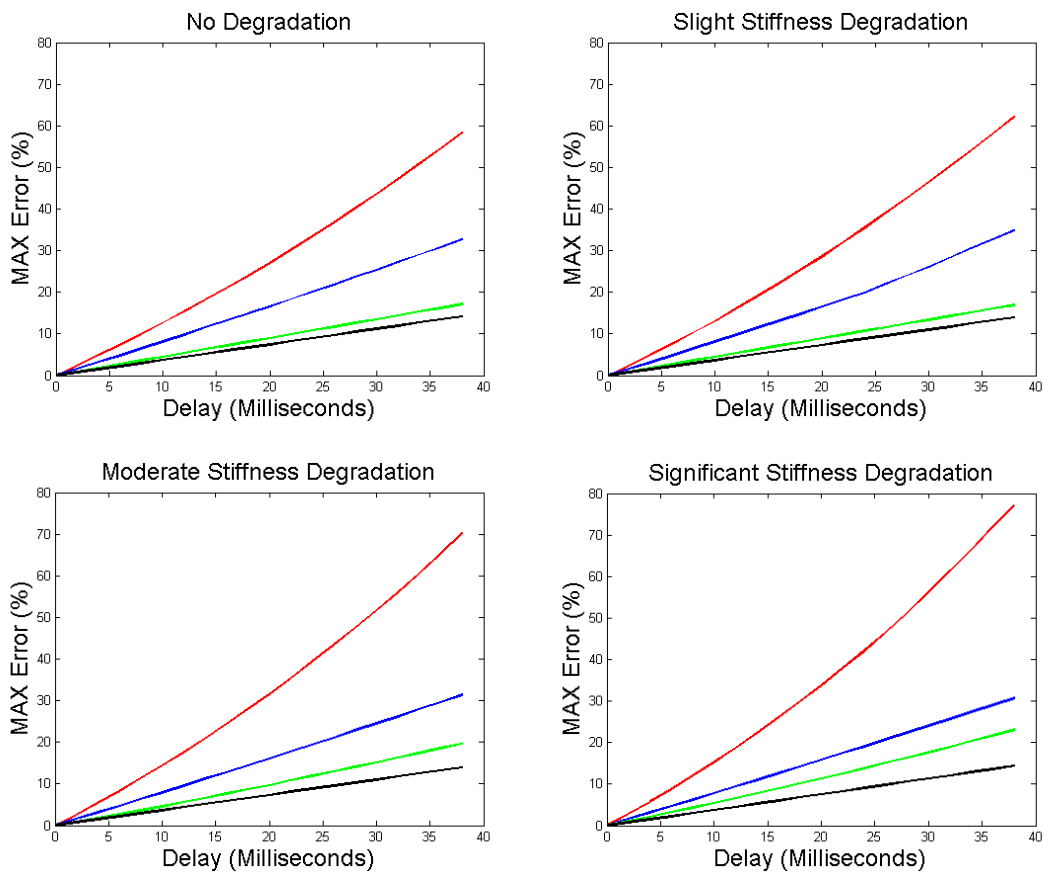 No Degradation
MAX Error (%)
80
70
60
50
40
30
20
10
0
0 5 10 15 20 25 30 35 40
Delay (Milliseconds)
Slight Stiffness Degradation
MAX Error (%)
80
70
60
50
40
30
20
10
0
0 5 10 15 20 25 30 35 40
Delay (Milliseconds)
Moderate Stiffness Degradation
MAX Error (%)
80
70
60
50
40
30
20
10
0
0 5 10 15 20 25 30 35 40
Delay (Milliseconds)
Significant Stiffness Degradation
MAX Error (%)
80
70
60
50
40
30
20
10
0
0 5 10 15 20 25 30 35 40
Delay (Milliseconds)